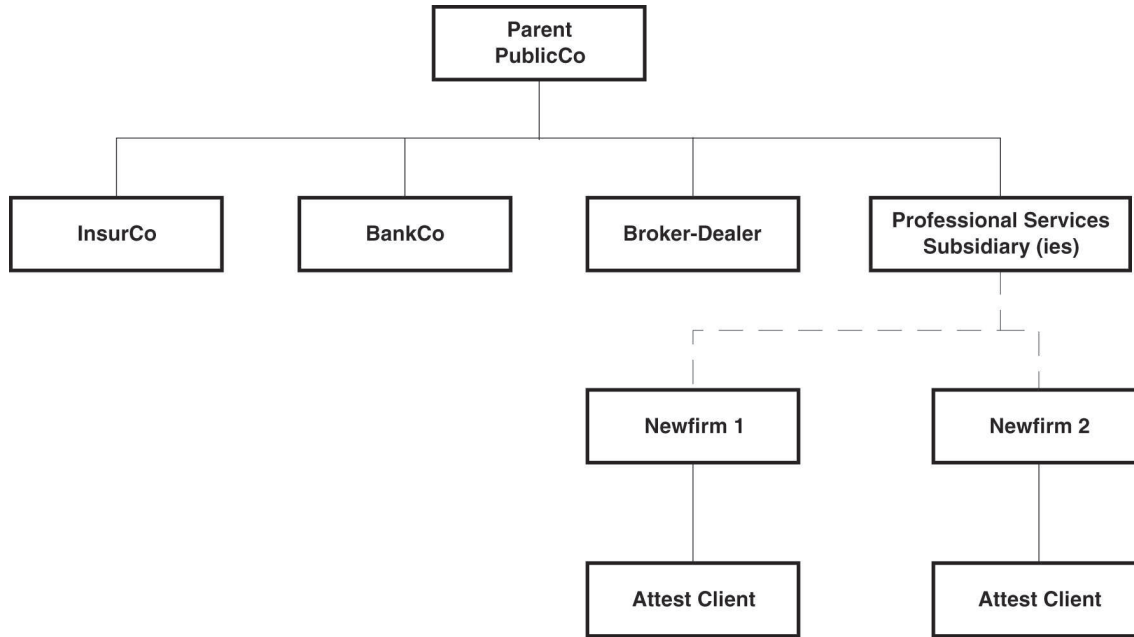 Parent
PublicCo
InsurCo
BankCo
Broker-Dealer
Professional Services
Subsidiary (ies)
Newfirm 1
Newfirm 2
Attest Client
Attest Client